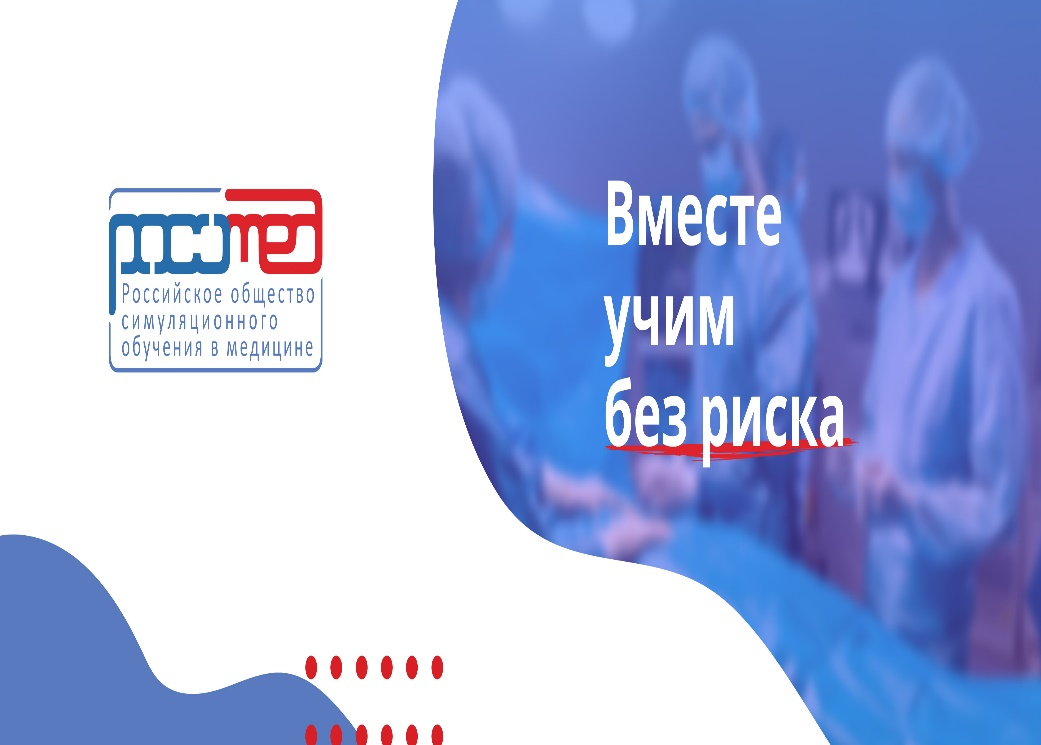 росомед
Российское общество
симуляционного
обучения в медицине
Вместе
учим
без риска